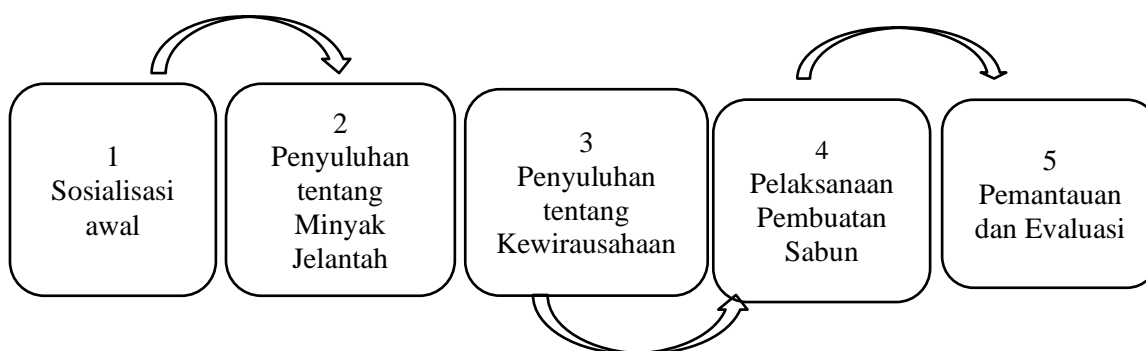 1
Sosialisasi
awal
2
Penyuluhan
tentang
Minyak
Jelantah
3
Penyuluhan
tentang
Kewirausahaan
4
Pelaksanaan
Pembuatan
Sabun
5
Pemantauan
dan Evaluasi